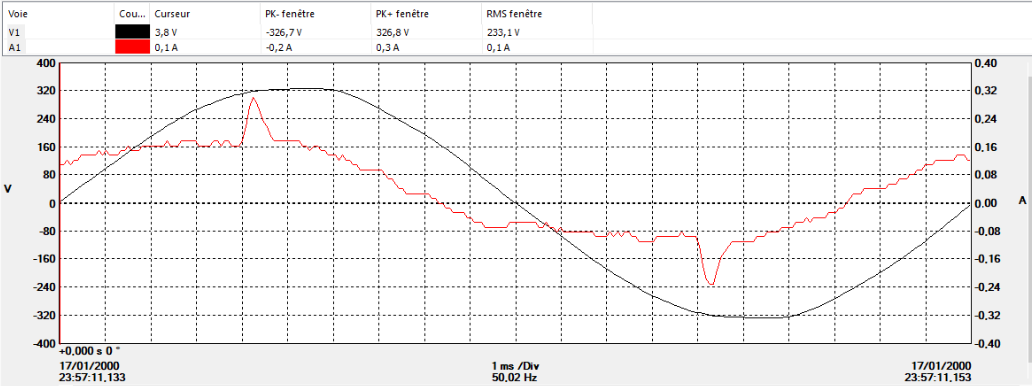 Voie Cou... Curseur PK- fenêtre PK+ fenêtre RMS fenêtre
V1 3,8 V -326,7 V 326,8 V 233,1 V
A1 0,1 A -0,2 A 0,3 A 0,1 A
400 0.40
320 0.32
240 0.24
160 0.16
80 0.08
V 0 0.00 A
-80 -0.08
-160 -0.16
-240 -0.24
-320 -0.32
-400 -0.40
+0,000 s 0 °
17/01/2000 1 ms /Div 17/01/2000
23:57:11,133 50,02 Hz 23:57:11,153